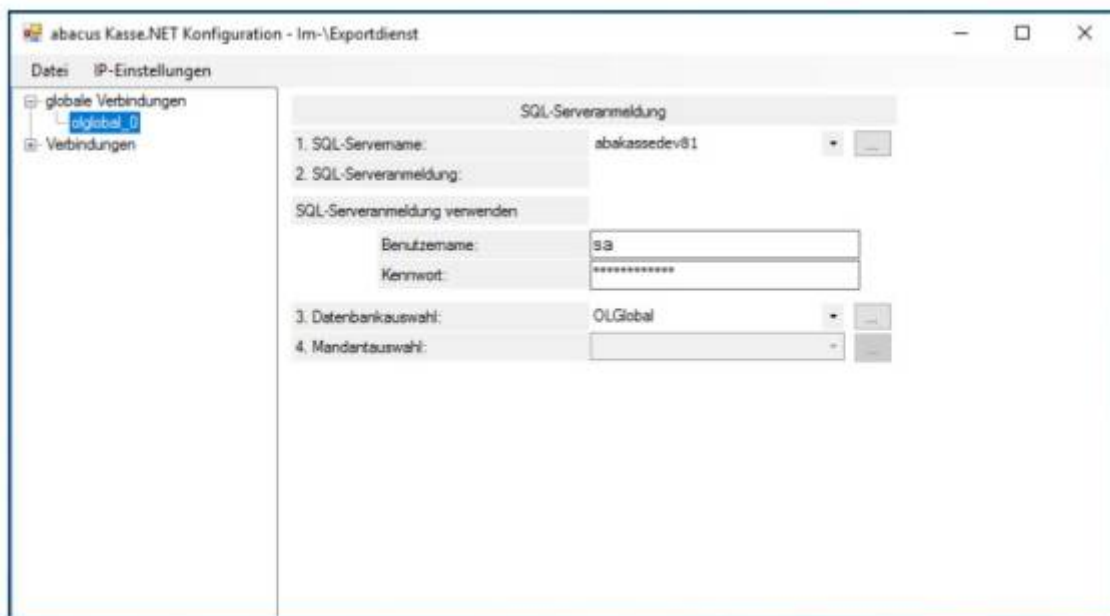 abacus Kasse.NET Konfiguration - Im-\Exportdienst
Datei IP-Einstellungen
globale Verbindungen
olglobal_0
Verbindungen
SQL-Serveranmeldung
1. SQL-Servername: abakassedev81 ...
2. SQL-Serveranmeldung:
SQL-Serveranmeldung verwenden
Benutzername: sa
Kennwort: ************
3. Datenbankauswahl: OLGlobal ...
4. Mandantauswahl: ...